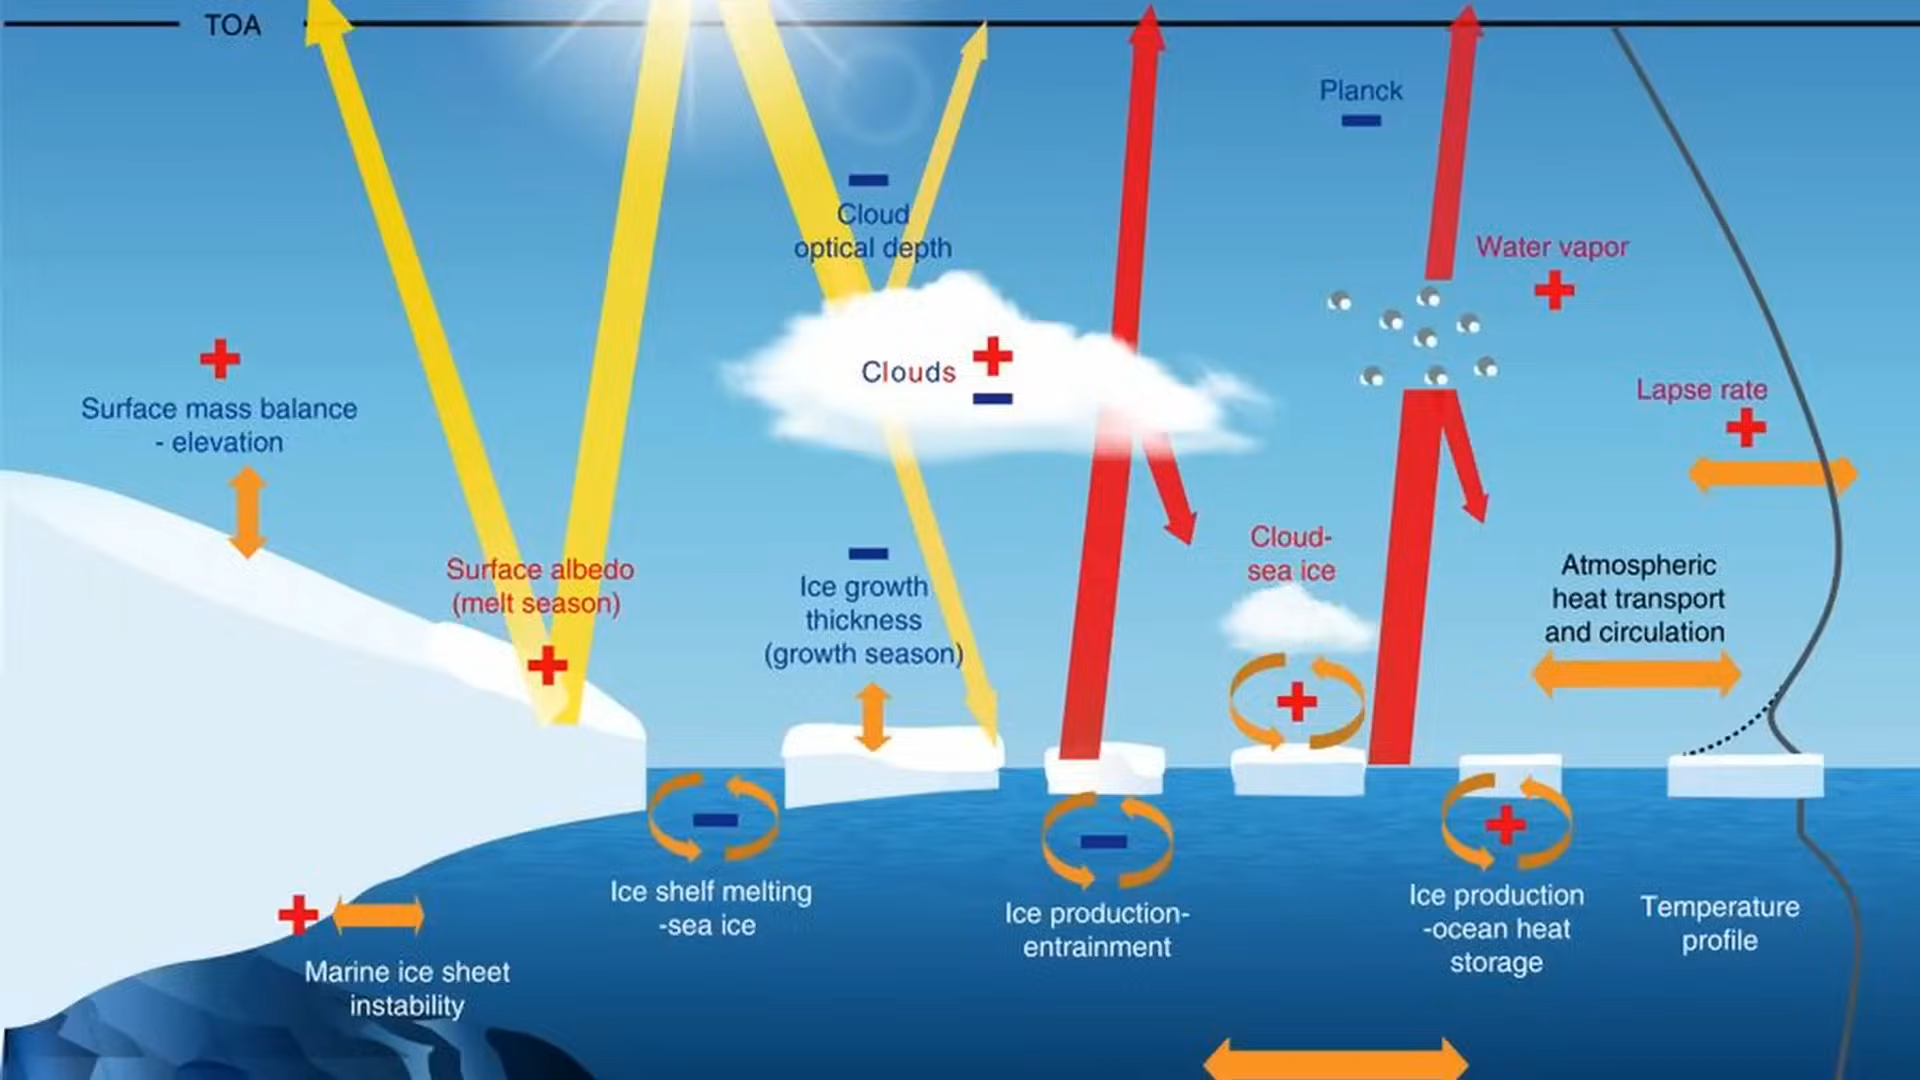 TOA
Planck
Cloud
optical depth
Water vapor
Clouds
Lapse rate
Surface mass balance
- elevation
Surface albedo
(melt season)
Ice growth
thickness
(growth season)
Cloud-
sea ice
Atmospheric
heat transport
and circulation
Ice shelf melting
-sea ice
Ice production-
entrainment
Ice production
-ocean heat
storage
Temperature
profile
Marine ice sheet
instability